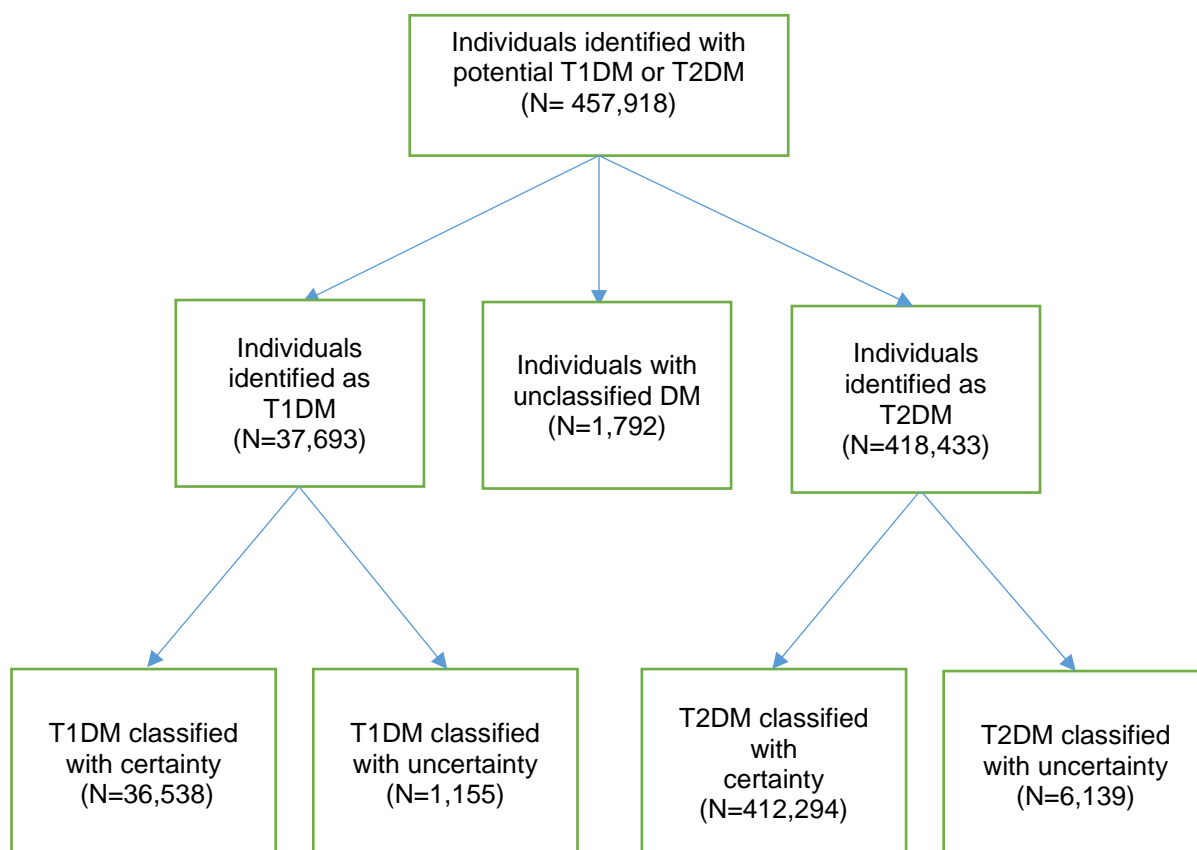 Individuals identified with
potential T1DM or T2DM
(N= 457,918)
Individuals
identified as
T1DM
(N=37,693)
Individuals with
unclassified DM
(N=1,792)
Individuals
identified as
T2DM
(N=418,433)
T1DM classified
with certainty
(N=36,538)
T1DM classified
with uncertainty
(N=1,155)
T2DM classified
with
certainty
(N=412,294)
T2DM classified
with uncertainty
(N=6,139)